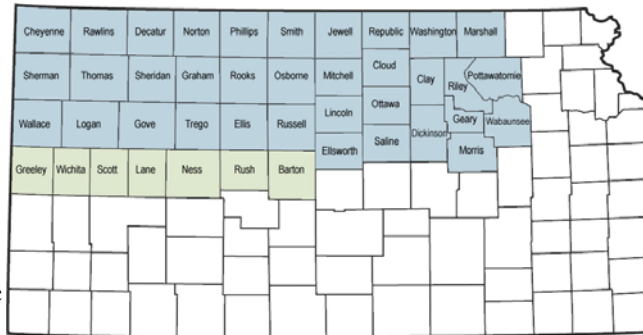 Cheyenne Rawlins Decatur Norton Phillips Smith Jewell Republic Washington Marshall
Sherman Thomas Sheridan Graham Rooks Osborne Mitchell Cloud Clay Riley Pottawatomie
Wallace Logan Gove Trego Ellis Russell Lincoln Ottawa Dickinson Geary Wabaunsee
Ellsworth Saline Morris
Greeley Wichita Scott Lane Ness Rush Barton